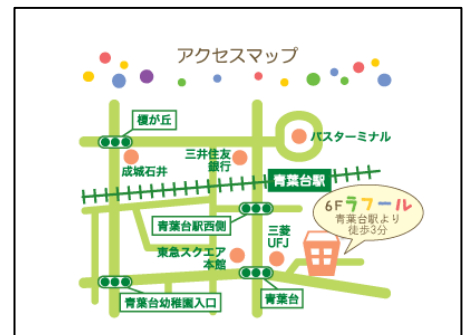 アクセスマップ
榎が丘
バスターミナル
成城石井
三井住友
銀行
青葉台駅
6Fラフール
青葉台駅より
徒歩3分
青葉台駅西側
三菱
UFJ
東急スクエア
本館
青葉台幼稚園入口
青葉台